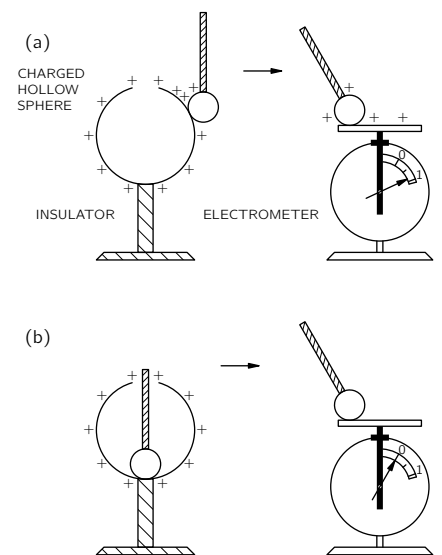 (a)
CHARGED
HOLLOW
SPHERE
INSULATOR
ELECTROMETER
0
1
(b)
0
1